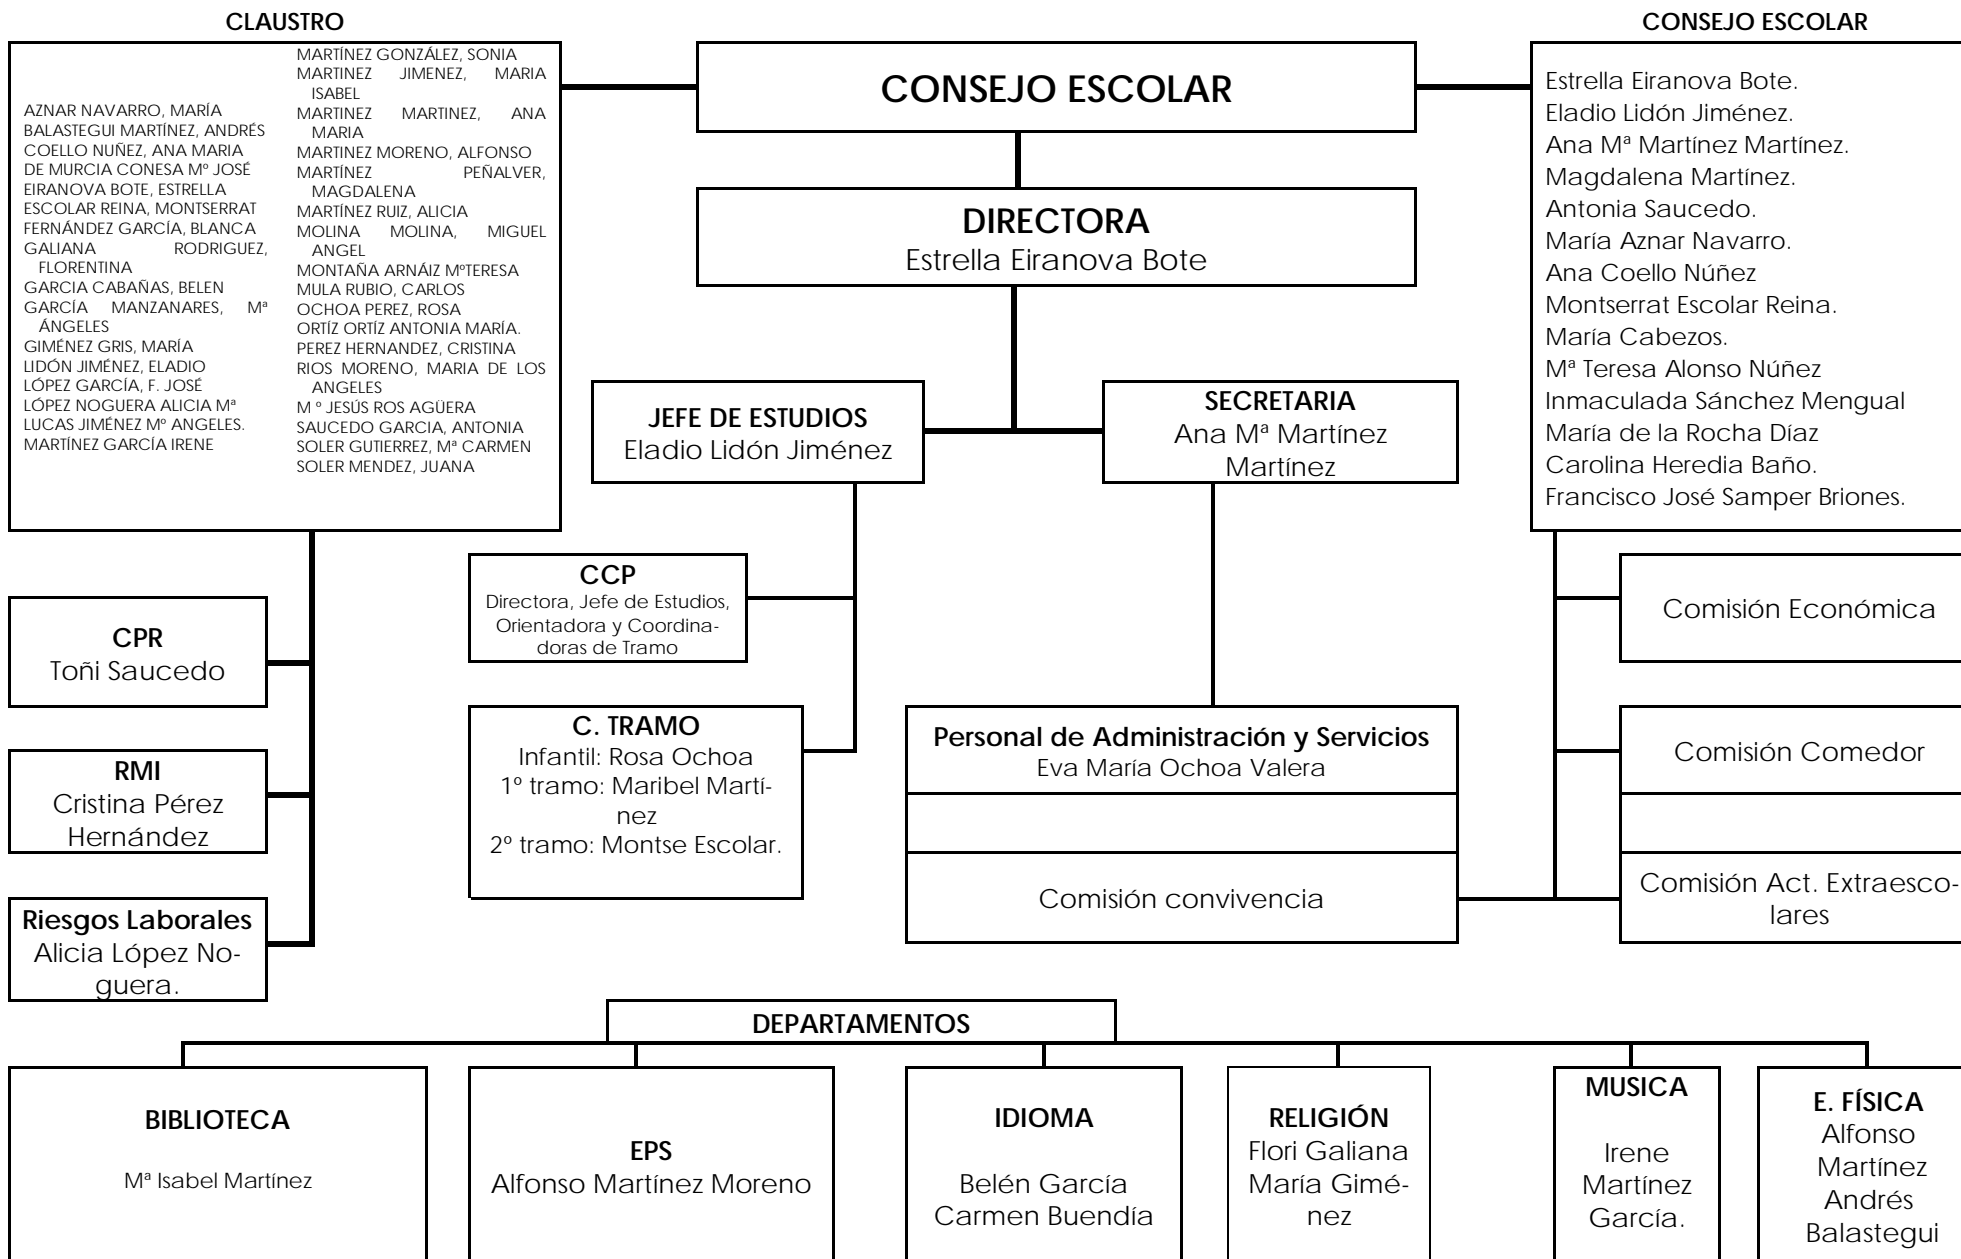 CLAUSTRO
AZNAR NAVARRO, MARÍA
BALASTEGUI MARTÍNEZ, ANDRÉS
COELLO NUÑEZ, ANA MARIA
DE MURCIA CONESA Mº JOSÉ
EIRANOVA BOTE, ESTRELLA
ESCOLAR REINA, MONTSERRAT
FERNÁNDEZ GARCÍA, BLANCA
GALIANA RODRIGUEZ,
FLORENTINA
GARCIA CABAÑAS, BELEN
GARCÍA MANZANARES, Mª
ÁNGELES
GIMÉNEZ GRIS, MARÍA
LIDÓN JIMÉNEZ, ELADIO
LÓPEZ GARCÍA, F. JOSÉ
LÓPEZ NOGUERA ALICIA Mª
LUCAS JIMÉNEZ Mº ANGELES.
MARTÍNEZ GARCÍA IRENE
MARTÍNEZ GONZÁLEZ, SONIA
MARTINEZ JIMENEZ, MARIA
ISABEL
MARTINEZ MARTINEZ, ANA
MARIA
MARTINEZ MORENO, ALFONSO
MARTÍNEZ PEÑALVER,
MAGDALENA
MARTÍNEZ RUIZ, ALICIA
MOLINA MOLINA, MIGUEL
ANGEL
MONTAÑA ARNÁIZ MºTERESA
MULA RUBIO, CARLOS
OCHOA PEREZ, ROSA
ORTÍZ ORTÍZ ANTONIA MARÍA.
PEREZ HERNANDEZ, CRISTINA
RIOS MORENO, MARIA DE LOS
ANGELES
M º JESÚS ROS AGÜERA
SAUCEDO GARCIA, ANTONIA
SOLER GUTIERREZ, Mª CARMEN
SOLER MENDEZ, JUANA
CONSEJO ESCOLAR
DIRECTORA
Estrella Eiranova Bote
CONSEJO ESCOLAR
Estrella Eiranova Bote.
Eladio Lidón Jiménez.
Ana Mª Martínez Martínez.
Magdalena Martínez.
Antonia Saucedo.
María Aznar Navarro.
Ana Coello Núñez
Montserrat Escolar Reina.
María Cabezos.
Mª Teresa Alonso Núñez
Inmaculada Sánchez Mengual
María de la Rocha Díaz
Carolina Heredia Baño.
Francisco José Samper Briones.
JEFE DE ESTUDIOS
Eladio Lidón Jiménez
SECRETARIA
Ana Mª Martínez
Martínez
CPR
Toñi Saucedo
RMI
Cristina Pérez
Hernández
Riesgos Laborales
Alicia López No-
guera.
CCP
Directora, Jefe de Estudios,
Orientadora y Coordina-
doras de Tramo
C. TRAMO
Infantil: Rosa Ochoa
1º tramo: Maribel Martí-
nez
2º tramo: Montse Escolar.
Personal de Administración y Servicios
Eva María Ochoa Valera
Comisión convivencia
Comisión Económica
Comisión Comedor
Comisión Act. Extraesco-
lares
DEPARTAMENTOS
BIBLIOTECA
Mª Isabel Martínez
EPS
Alfonso Martínez Moreno
IDIOMA
Belén García
Carmen Buendía
RELIGIÓN
Flori Galiana
María Gimé-
nez
MUSICA
Irene
Martínez
García.
E. FÍSICA
Alfonso
Martínez
Andrés
Balastegui